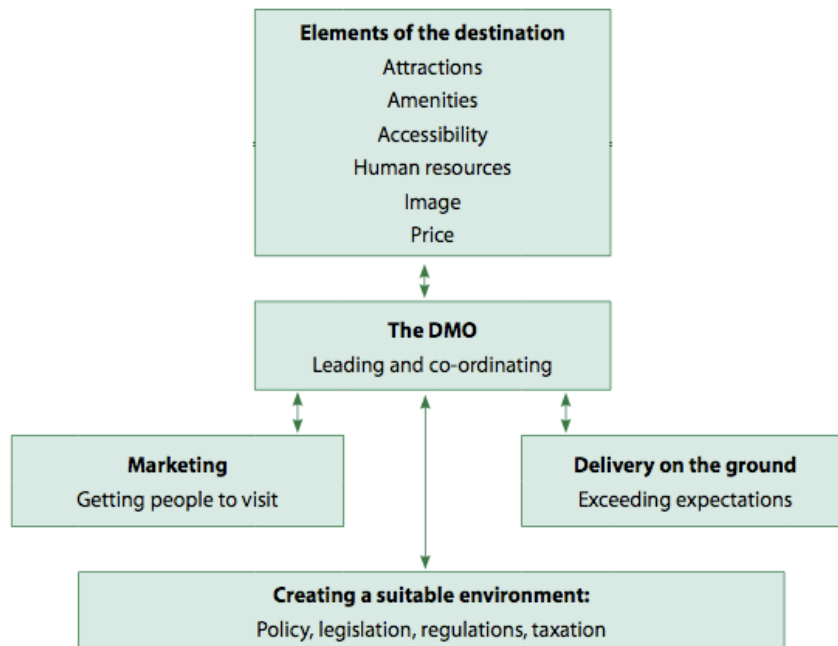 Elements of the destination
Attractions
Amenities
Accessibility
Human resources
Image
Price
The DMO
Leading and co-ordinating
Marketing
Getting people to visit
Delivery on the ground
Exceeding expectations
Creating a suitable environment:
Policy, legislation, regulations, taxation